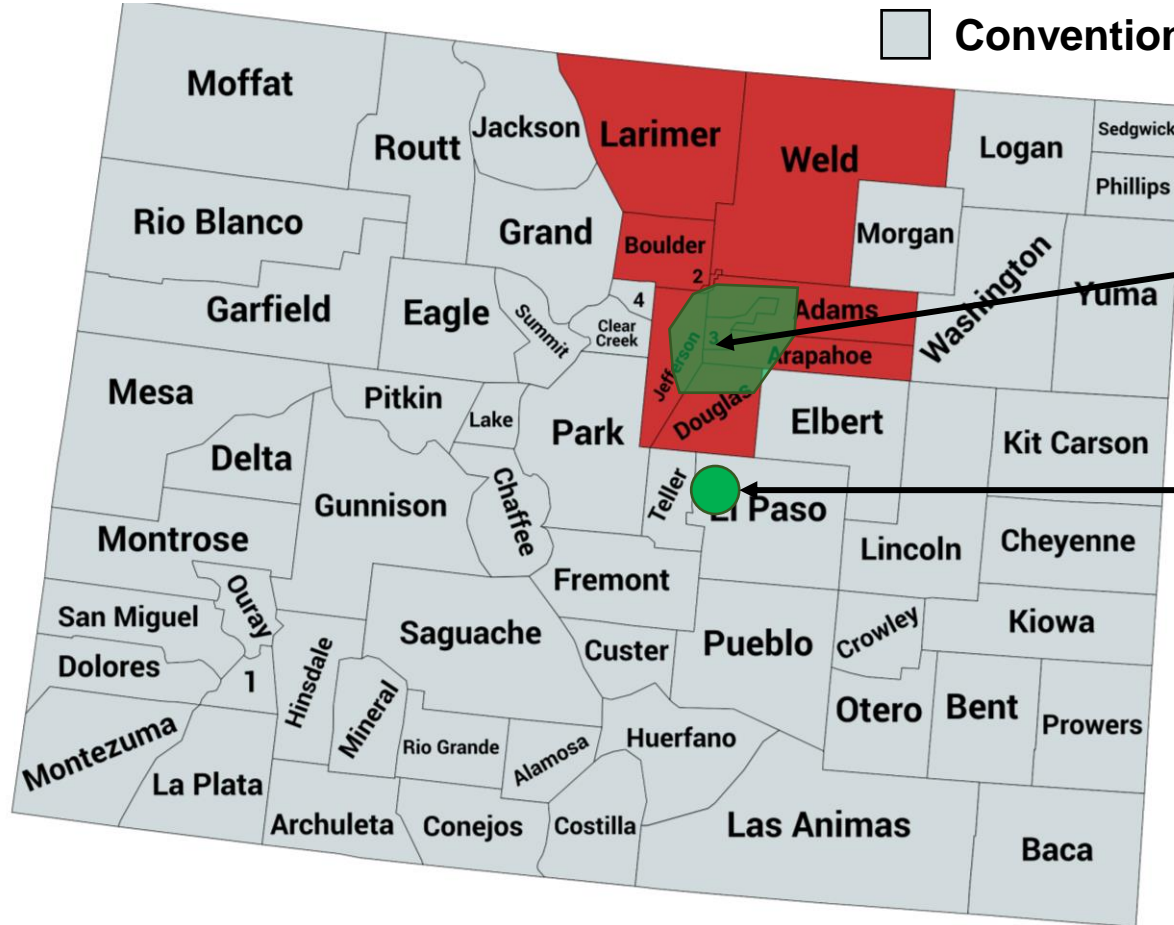 Convention
Moffat
Routt
Jackson
Larimer
Weld
Logan
Sedgwick
Phillips
Rio Blanco
Grand
Boulder
Morgan
Washington
Yuma
2
Garfield
Eagle
Summit
4
Clear
Creek
Jefferson
3
Adams
Arapahoe
Mesa
Pitkin
Lake
Park
Douglas
Elbert
Kit Carson
Delta
Gunnison
Chaffee
Teller
El Paso
Lincoln
Cheyenne
Montrose
Ouray
Fremont
San Miguel
Saguache
Custer
Pueblo
Crowley
Kiowa
Dolores
1
Hinsdale
Mineral
Otero
Bent
Prowers
Montezuma
Rio Grande
Alamosa
Huerfano
La Plata
Archuleta
Conejos
Costilla
Las Animas
Baca